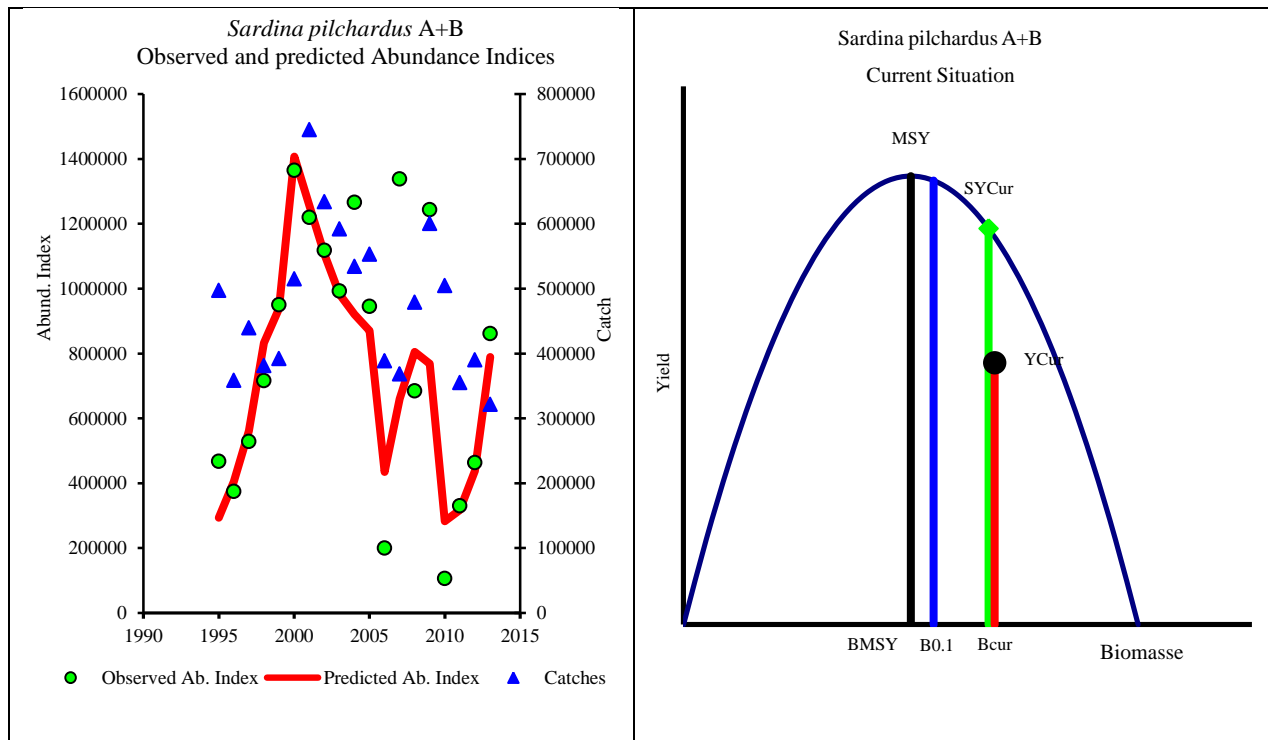 Sardina pilchardus A+B
Observed and predicted Abundance Indices
Abund. Index
1600000
1400000
1200000
1000000
800000
600000
400000
200000
0
800000
700000
600000
500000
400000
300000
200000
100000
0
Catch
1990 1995 2000 2005 2010 2015
Observed Ab. Index Predicted Ab. Index Catches
Sardina pilchardus A+B
Current Situation
MSY
SYCur
YCur
Yield
BMSY B0.1 Bcur
Biomasse